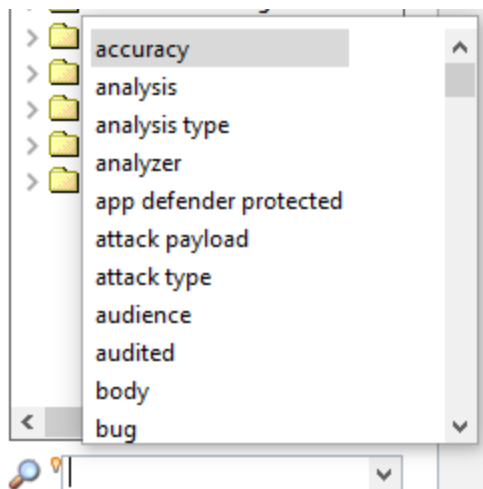 accuracy
analysis
analysis type
analyzer
app defender protected
attack payload
attack type
audience
audited
body
bug